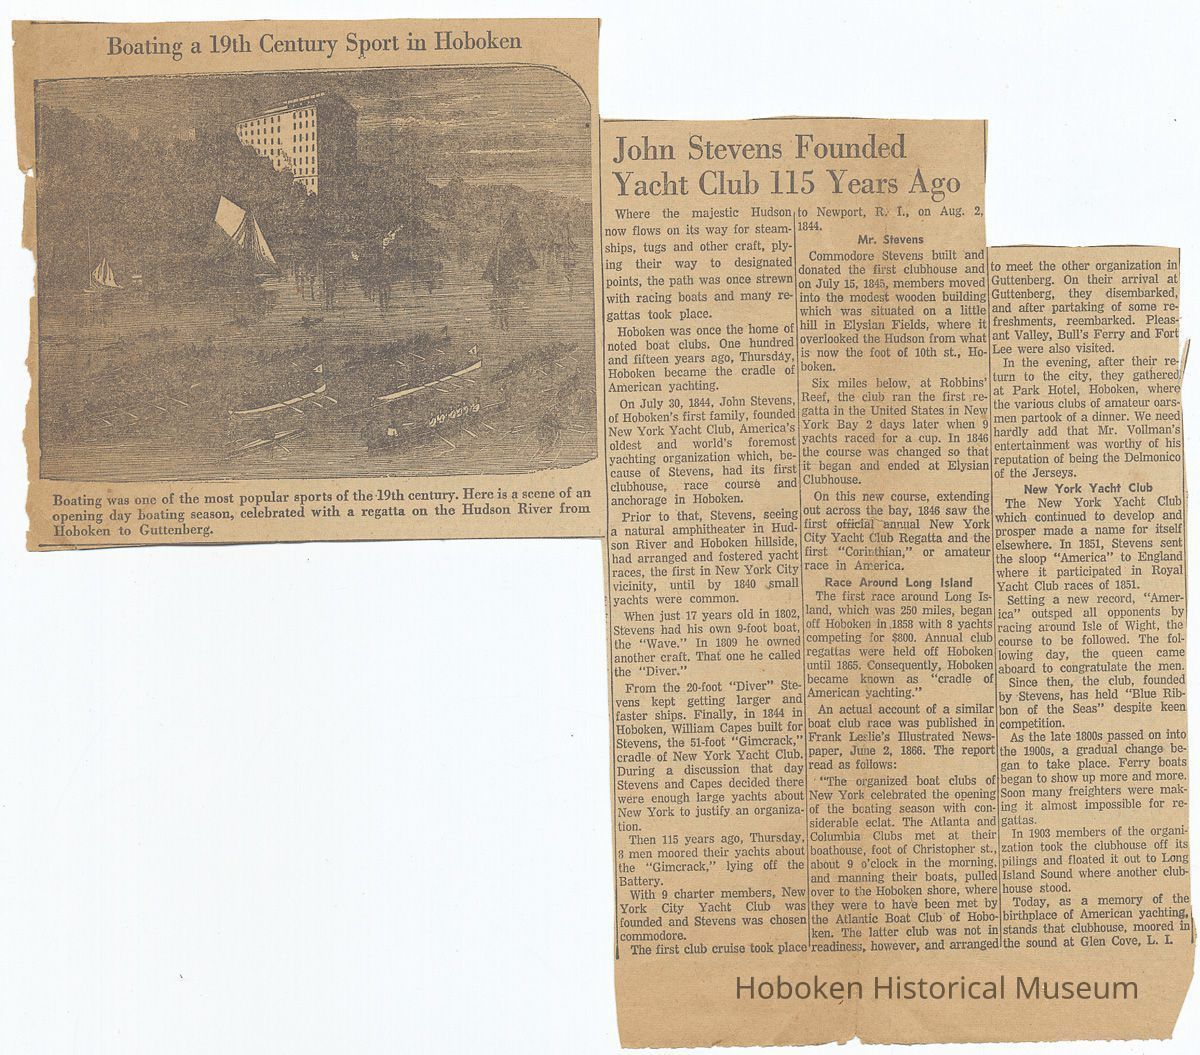 Boating a 19th Century Sport in Hoboken
Boating was one of the most popular sports of the 19th century. Here is a scene of an
opening day boating season, celebrated with a regatta on the Hudson River from
Hoboken to Guttenberg.
John Stevens Founded
Yacht Club 115 Years Ago
Where the majestic Hudson
now flows on its way for steam-
ships, tugs and other craft, ply-
ing their way to designated
points, the path was once strewn
with racing boats and many re-
gattas took place.
Hoboken was once the home of
noted boat clubs. One hundred
and fifteen years ago, Thursday,
Hoboken became the cradle of
American yachting.
On July 30, 1844, John Stevens,
of Hoboken's first family, founded
New York Yacht Club, America's
oldest and world's foremost
yachting organization which, be-
cause of Stevens, had its first
clubhouse, race course and
anchorage in Hoboken.
Prior to that, Stevens, seeing
a natural amphitheater in Hud-
son River and Hoboken hillside,
had arranged and fostered yacht
races, the first in New York City
vicinity, until by 1840 small
yachts were common.
When just 17 years old in 1802,
Stevens had his own 9-foot boat,
the "Wave." In 1809 he owned
another craft. That one he called
the "Diver."
From the 20-foot "Diver" Ste-
vens kept getting larger and
faster ships. Finally, in 1844 in
Hoboken, William Capes built for
Stevens, the 51-foot "Gimcrack,"
cradle of New York Yacht Club.
During a discussion that day
Stevens and Capes decided there
were enough large yachts about
New York to justify an organiza-
tion.
Then 115 years ago, Thursday,
8 men moored their yachts about
the "Gimcrack," lying off the
Battery.
With 9 charter members, New
York City Yacht Club was
founded and Stevens was chosen
commodore.
The first club cruise took place
to Newport, R. I., on Aug. 2,
1844.
Mr. Stevens
Commodore Stevens built and
donated the first clubhouse and
on July 15, 1845, members moved
into the modest wooden building
which was situated on a little
hill in Elysian Fields, where it
overlooked the Hudson from what
is now the foot of 10th st., Ho-
boken.
Six miles below, at Robbins'
Reef, the club ran the first re-
gatta in the United States in New
York Bay 2 days later when 9
yachts raced for a cup. In 1846
the course was changed so that
it began and ended at Elysian
Clubhouse.
On this new course, extending
out across the bay, 1846 saw the
first official annual New York
City Yacht Club Regatta and the
first "Corinthian," or amateur
race in America.
Race Around Long Island
The first race around Long Is-
land, which was 250 miles, began
off Hoboken in 1858 with 8 yachts
competing for $800. Annual club
regattas were held off Hoboken
until 1865. Consequently, Hoboken
became known as "cradle of
American yachting."
An actual account of a similar
boat club race was published in
Frank Leslie's Illustrated News-
paper, June 2, 1866. The report
read as follows:
"The organized boat clubs of
New York celebrated the opening
of the boating season with con-
siderable eclat. The Atlanta and
Columbia Clubs met at their
boathouse, foot of Christopher st.,
about 9 o'clock in the morning,
and manning their boats, pulled
over to the Hoboken shore, where
they were to have been met by
the Atlantic Boat Club of Hobo-
ken. The latter club was not in
readiness, however, and arranged
to meet the other organization in
Guttenberg. On their arrival at
Guttenberg, they disembarked,
and after partaking of some re-
freshments, reembarked. Pleas-
ant Valley, Bull's Ferry and Fort
Lee were also visited.
In the evening, after their re-
turn to the city, they gathered
at Park Hotel, Hoboken, where
the various clubs of amateur oars-
men partook of a dinner. We need
hardly add that Mr. Vollman's
entertainment was worthy of his
reputation of being the Delmonico
of the Jerseys.
New York Yacht Club
The New York Yacht Club
which continued to develop and
prosper made a name for itself
elsewhere. In 1851, Stevens sent
the sloop "America" to England
where it participated in Royal
Yacht Club races of 1851.
Setting a new record, "Amer-
ica" outsped all opponents by
racing around Isle of Wight, the
course to be followed. The fol-
lowing day, the queen came
aboard to congratulate the men.
Since then, the club, founded
by Stevens, has held "Blue Rib-
bon of the Seas" despite keen
competition.
As the late 1800s passed on into
the 1900s, a gradual change be-
gan to take place. Ferry boats
began to show up more and more.
Soon many freighters were mak-
ing it almost impossible for re-
gattas.
In 1903 members of the organi-
zation took the clubhouse off its
pilings and floated it out to Long
Island Sound where another club-
house stood.
Today, as a memory of the
birthplace of American yachting,
stands that clubhouse, moored in
the sound at Glen Cove, L. I.
Hoboken Historical Museum